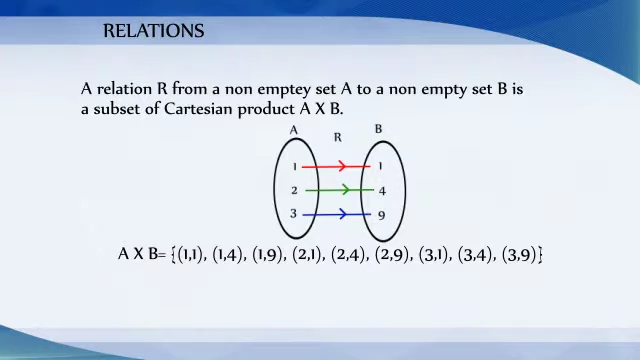 RELATIONS
A relation R from a non emptey set A to a non empty set B is
a subset of Cartesian product A X B.
A R B
1 1
2 4
3 9
A X B= {(1,1), (1,4), (1,9), (2,1), (2,4), (2,9), (3,1), (3,4), (3,9)}